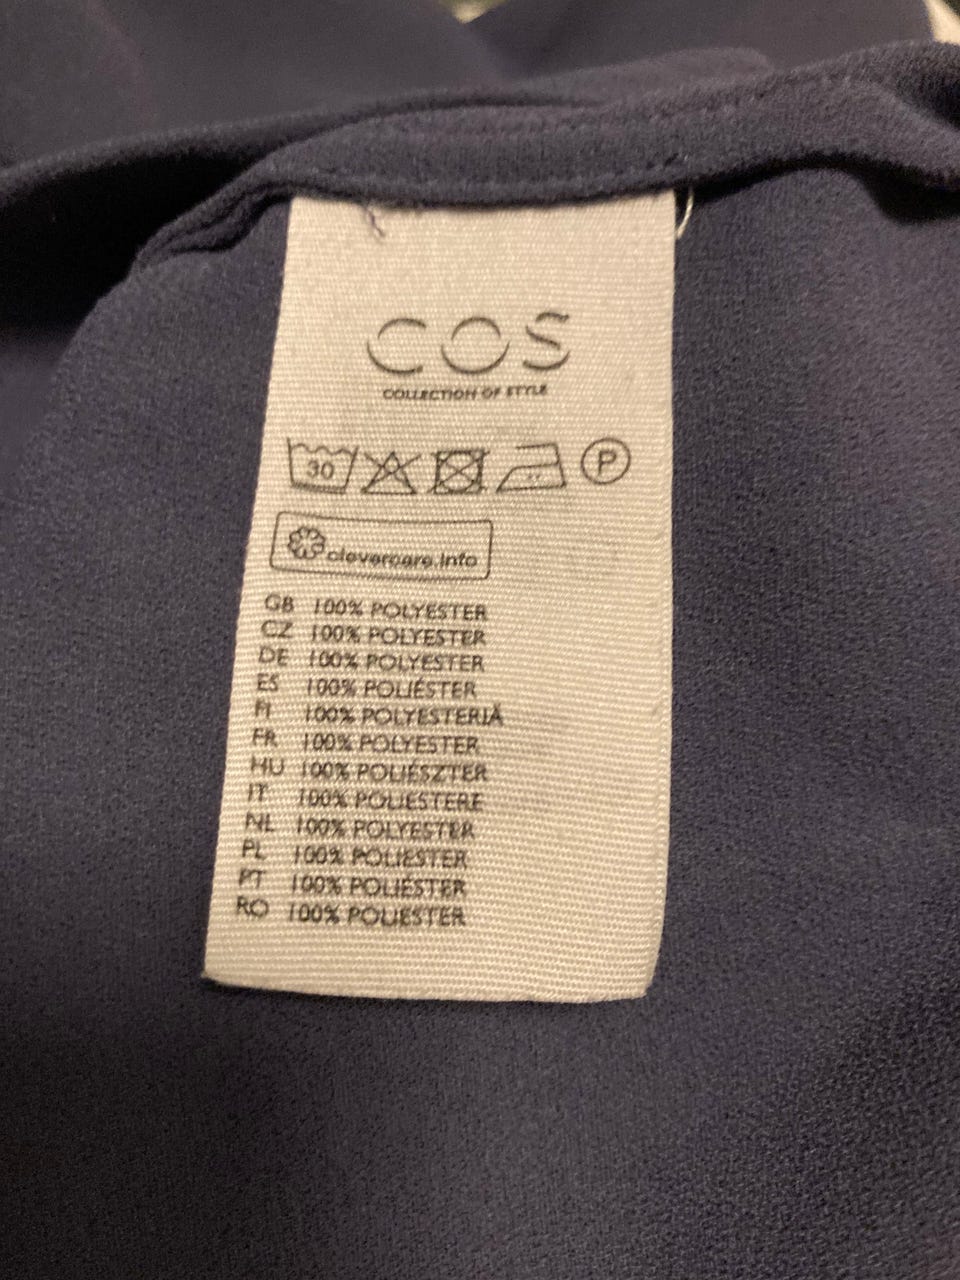 COS
COLLECTION OF STYLE
30 P
clevercare.info
GB 100% POLYESTER
CZ 100% POLYESTER
DE 100% POLYESTER
ES 100% POLIÉSTER
FI 100% POLYESTERIÄ
FR 100% POLYESTER
HU 100% POLIÉSZTER
IT 100% POLIESTERE
NL 100% POLYESTER
PL 100% POLIESTER
PT 100% POLIÉSTER
RO 100% POLIESTER